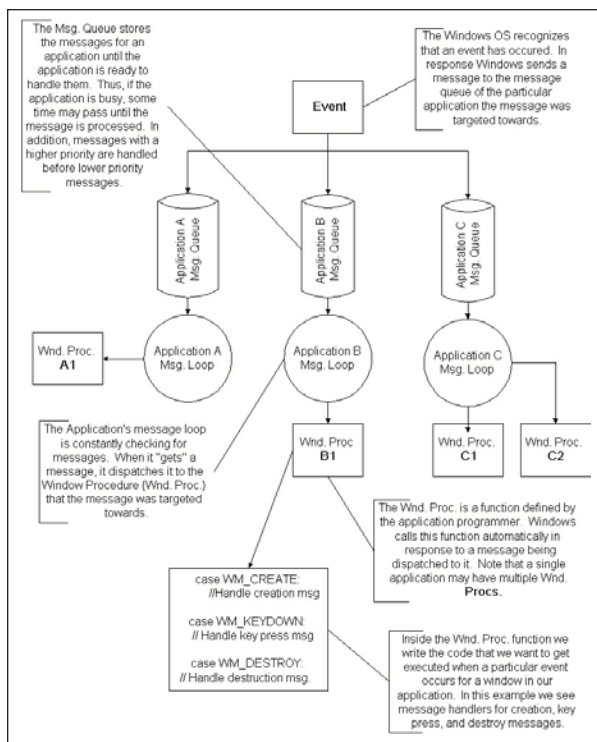 The Msg. Queue stores
the messages for an
application until the
application is ready to
handle them. Thus, if the
application is busy, some
time may pass until the
message is processed. In
addition, messages with a
higher priority are handled
before lower priority
messages.
The Windows OS recognizes
that an event has occured. In
response Windows sends a
message to the message
queue of the particular
application the message was
targeted towards.
Event
Application A
Msg. Queue
Application B
Msg. Queue
Application C
Msg. Queue
Wnd. Proc.
A1
Application A
Msg. Loop
Application B
Msg. Loop
Application C
Msg. Loop
The Application's message loop
is constantly checking for
messages. When it "gets" a
message, it dispatches it to the
Window Procedure (Wnd. Proc.)
that the message was targeted
towards.
Wnd. Proc
B1
Wnd. Proc.
C1
Wnd. Proc.
C2
The Wnd. Proc. is a function defined by
the application programmer. Windows
calls this function automatically in
response to a message being
dispatched to it. Note that a single
application may have multiple Wnd.
Procs.
case WM_CREATE:
//Handle creation msg
case WM_KEYDOWN:
// Handle key press msg
case WM_DESTROY:
// Handle destruction msg.
Inside the Wnd. Proc. function we
write the code that we want to get
executed when a particular event
occurs for a window in our
application. In this example we see
message handlers for creation, key
press, and destroy messages.